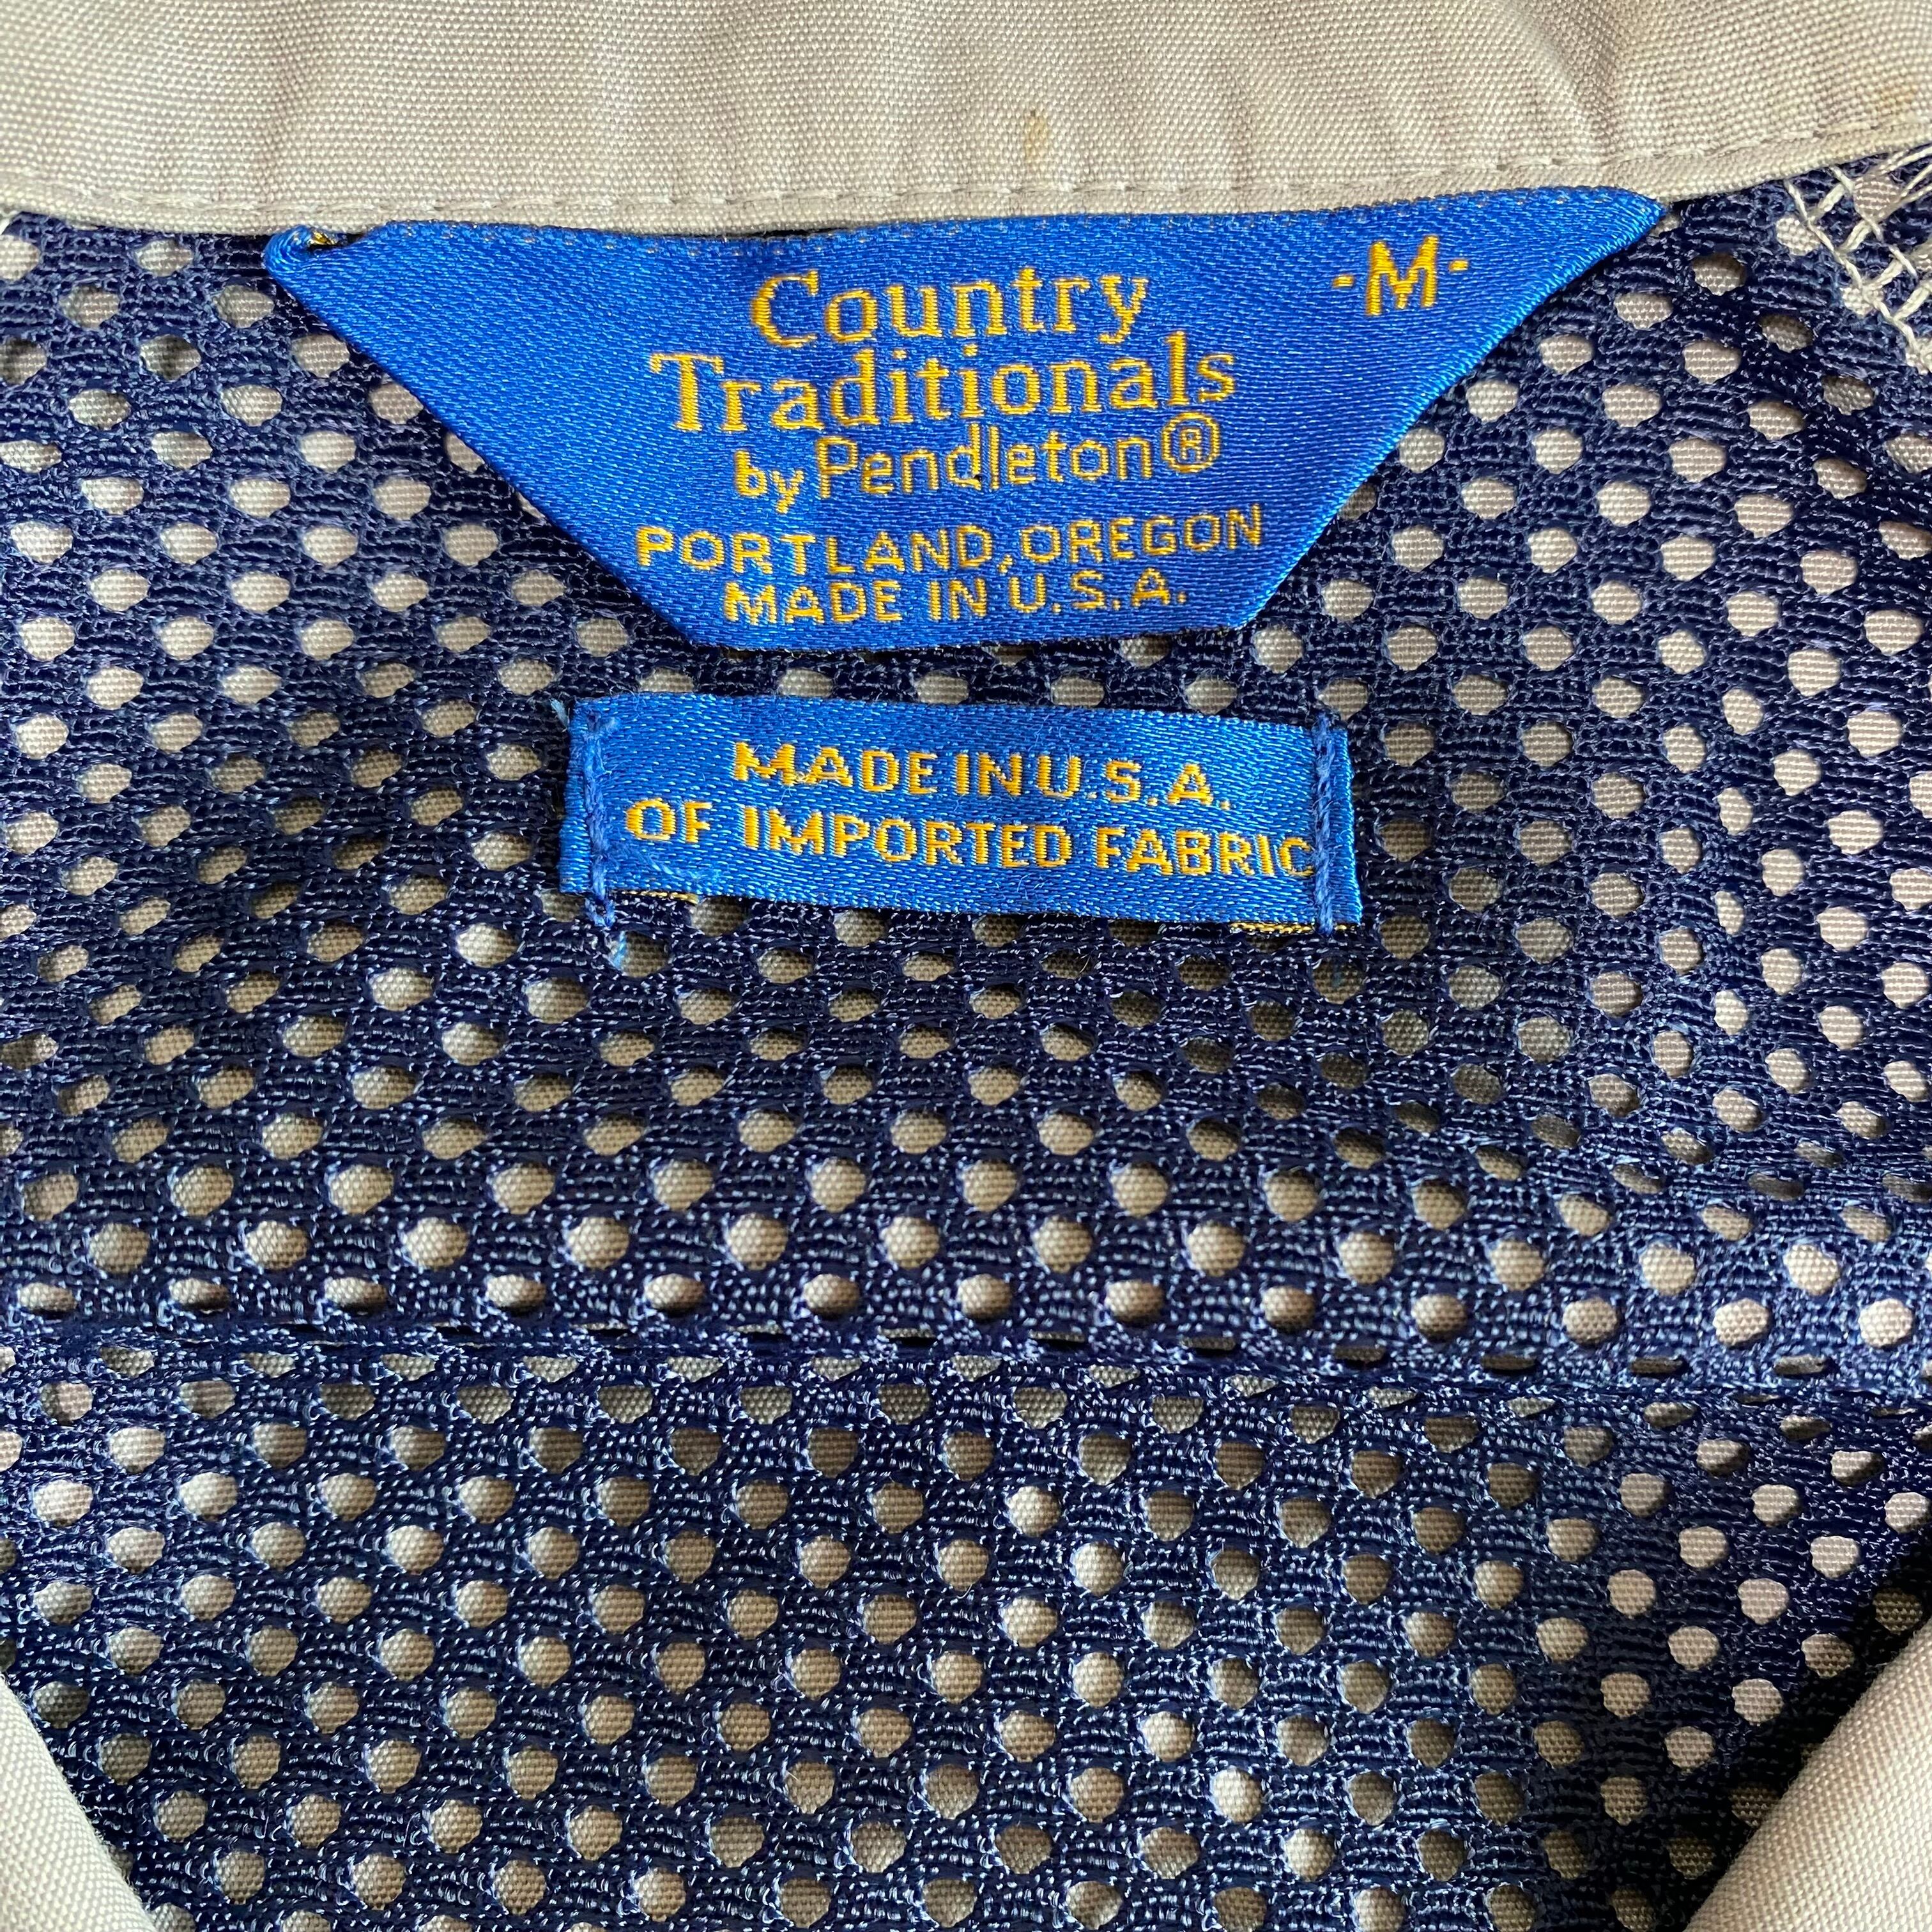 Country
-M-
Traditionals
by Pendleton®
PORTLAND, OREGON
MADE IN U.S.A.
MADE IN U.S.A.
OF IMPORTED FABRIC